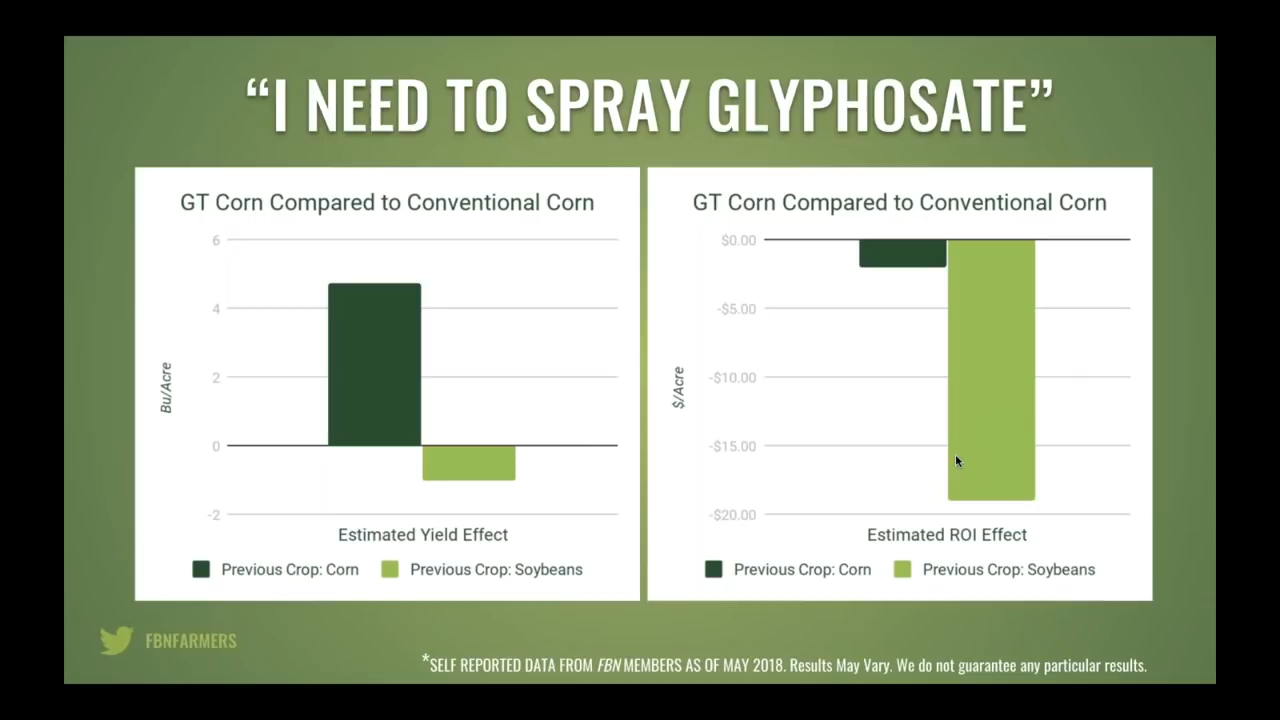 “I NEED TO SPRAY GLYPHOSATE”
GT Corn Compared to Conventional Corn
6
4
2
0
-2
Bu/Acre
Estimated Yield Effect
Previous Crop: Corn Previous Crop: Soybeans
GT Corn Compared to Conventional Corn
$0.00
-$5.00
-$10.00
-$15.00
-$20.00
$/Acre
Estimated ROI Effect
Previous Crop: Corn Previous Crop: Soybeans
FBNFARMERS
*SELF REPORTED DATA FROM FBN MEMBERS AS OF MAY 2018. Results May Vary. We do not guarantee any particular results.